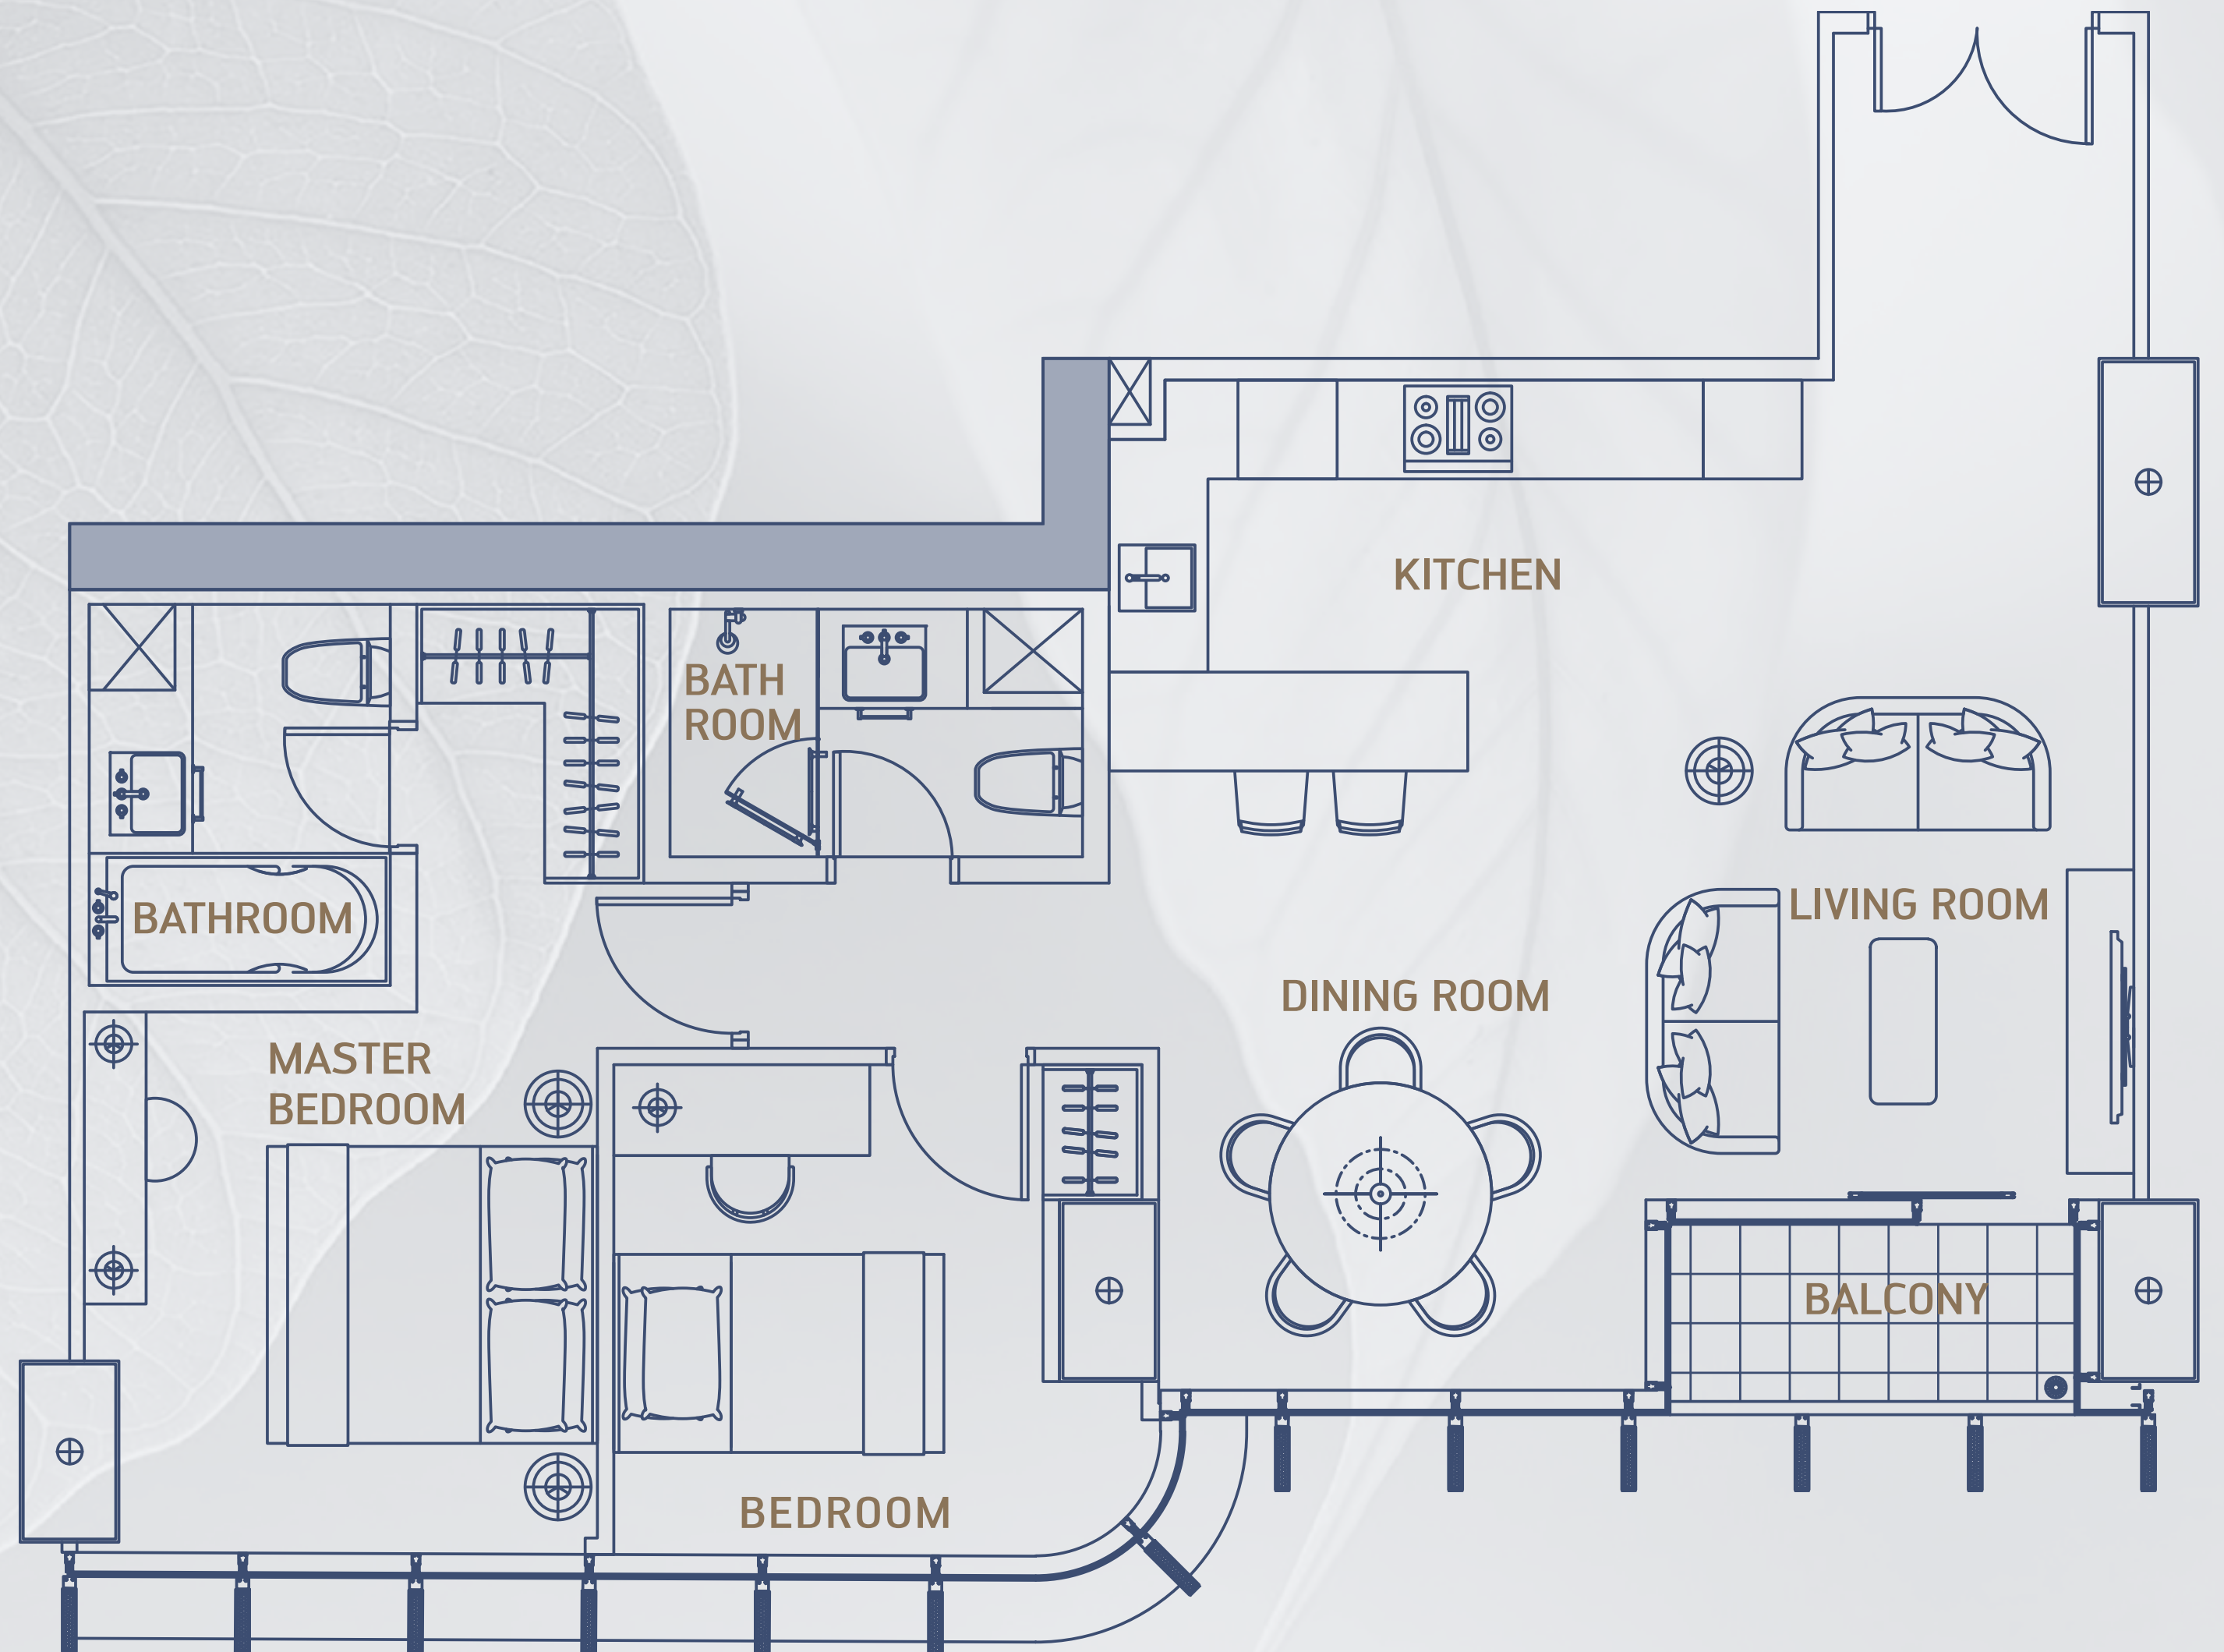 KITCHEN
BATH
ROOM
BATHROOM
LIVING ROOM
DINING ROOM
MASTER
BEDROOM
BALCONY
BEDROOM